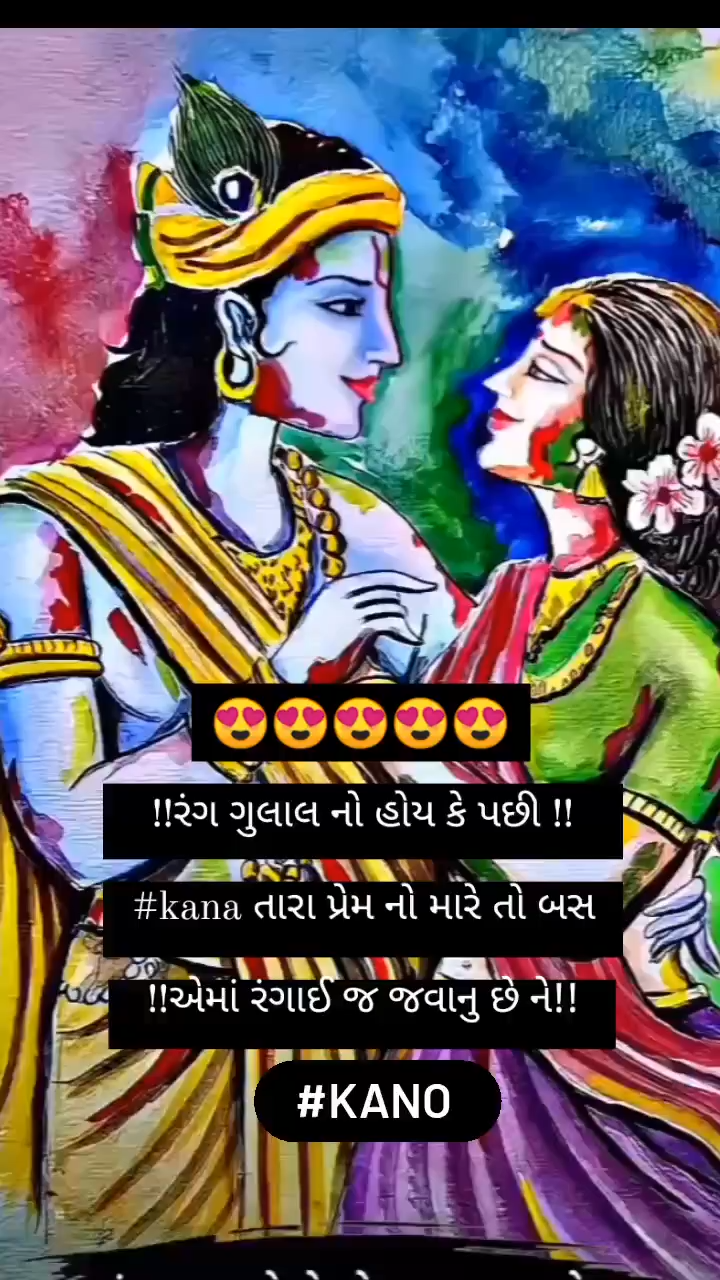 😍😍😍😍😍
!!રંગ ગુલાલ નો હોય કે પછી !!
#kana તારા પ્રેમ નો મારે તો બસ
!!એમાં રંગાઈ જ જવાનુ છે ને!!
#KANO